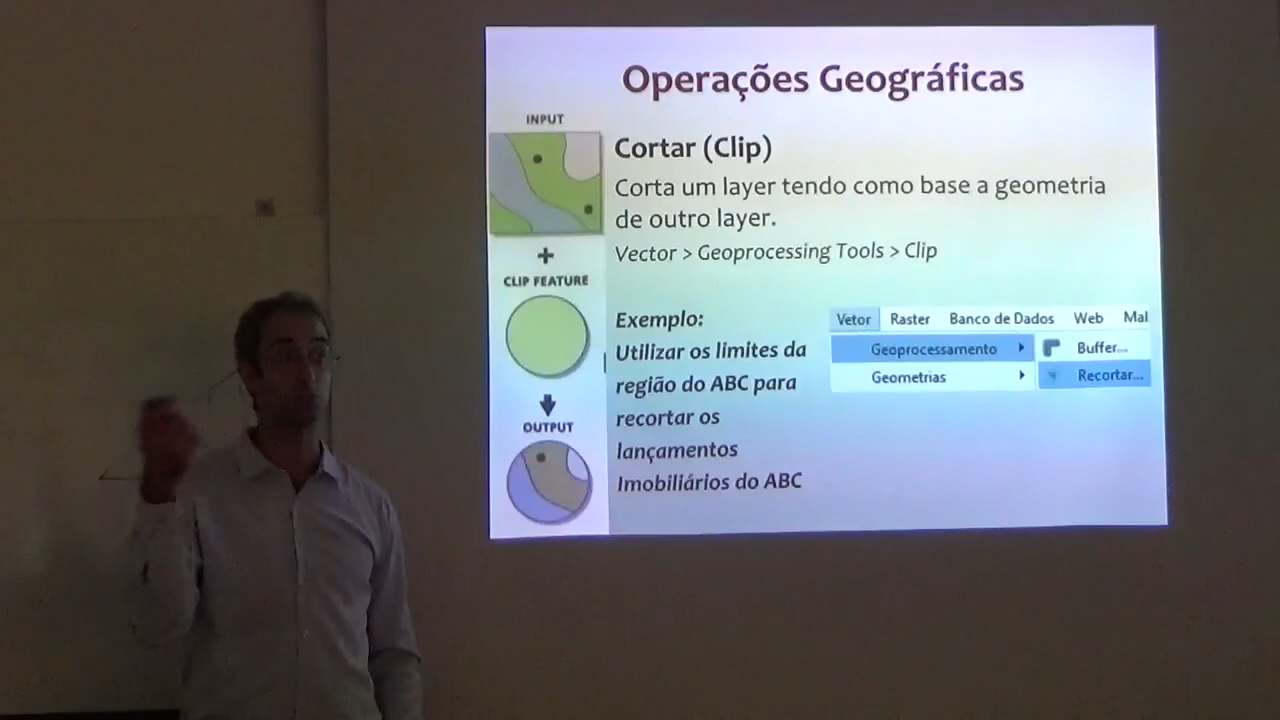 Operações Geográficas
INPUT
+
CLIP FEATURE
OUTPUT
Cortar (Clip)
Corta um layer tendo como base a geometria
de outro layer.
Vector > Geoprocessing Tools > Clip
Exemplo:
Utilizar os limites da
região do ABC para
recortar os
lançamentos
Imobiliários do ABC
Vetor Raster Banco de Dados Web Mal
Geoprocessamento Buffer...
Geometrias Recortar...